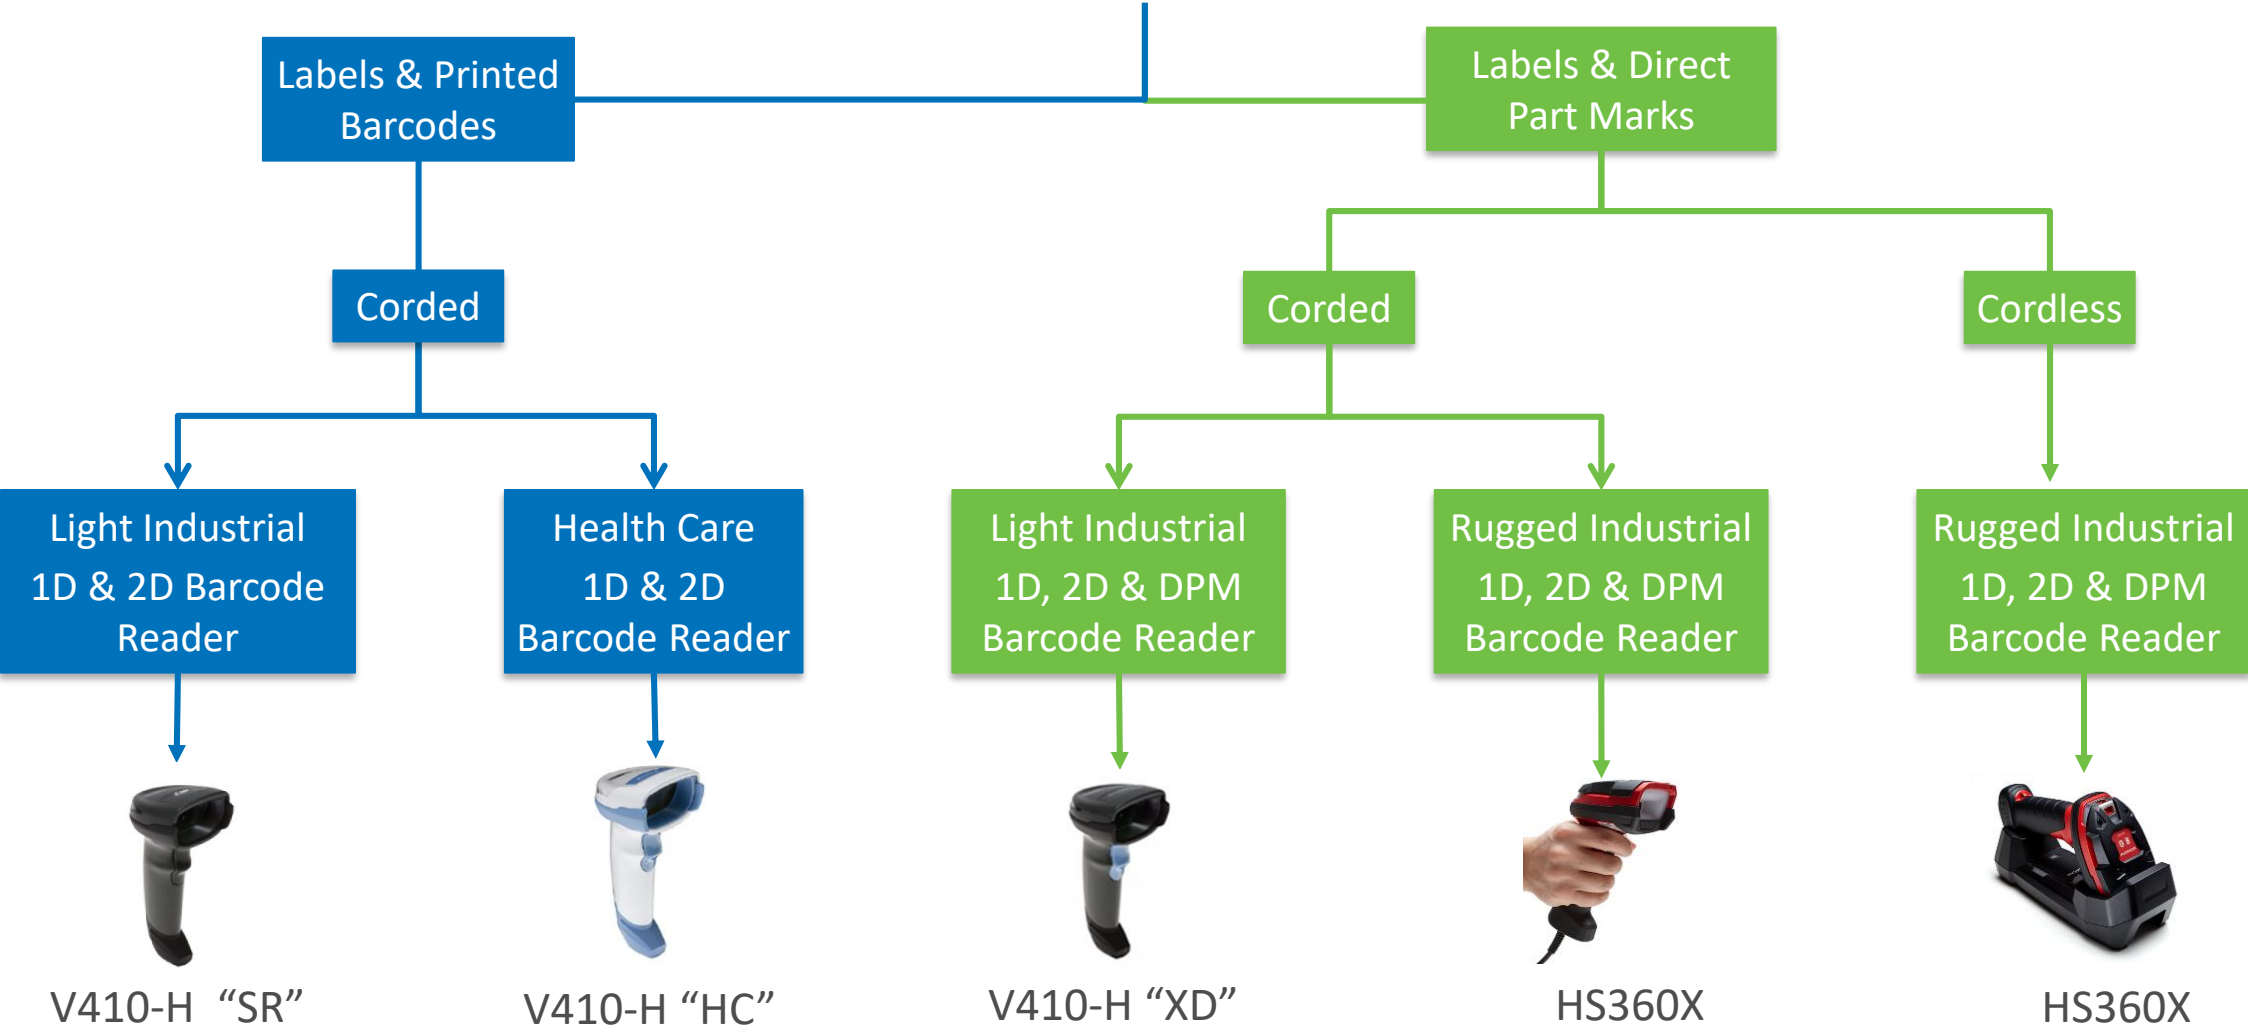 Labels & Printed
Barcodes
Labels & Direct
Part Marks
Corded
Corded
Cordless
Light Industrial
1D & 2D Barcode
Reader
Health Care
1D & 2D
Barcode Reader
Light Industrial
1D, 2D & DPM
Barcode Reader
Rugged Industrial
1D, 2D & DPM
Barcode Reader
Rugged Industrial
1D, 2D & DPM
Barcode Reader
V410-H “SR”
V410-H “HC”
V410-H “XD”
HS360X
HS360X